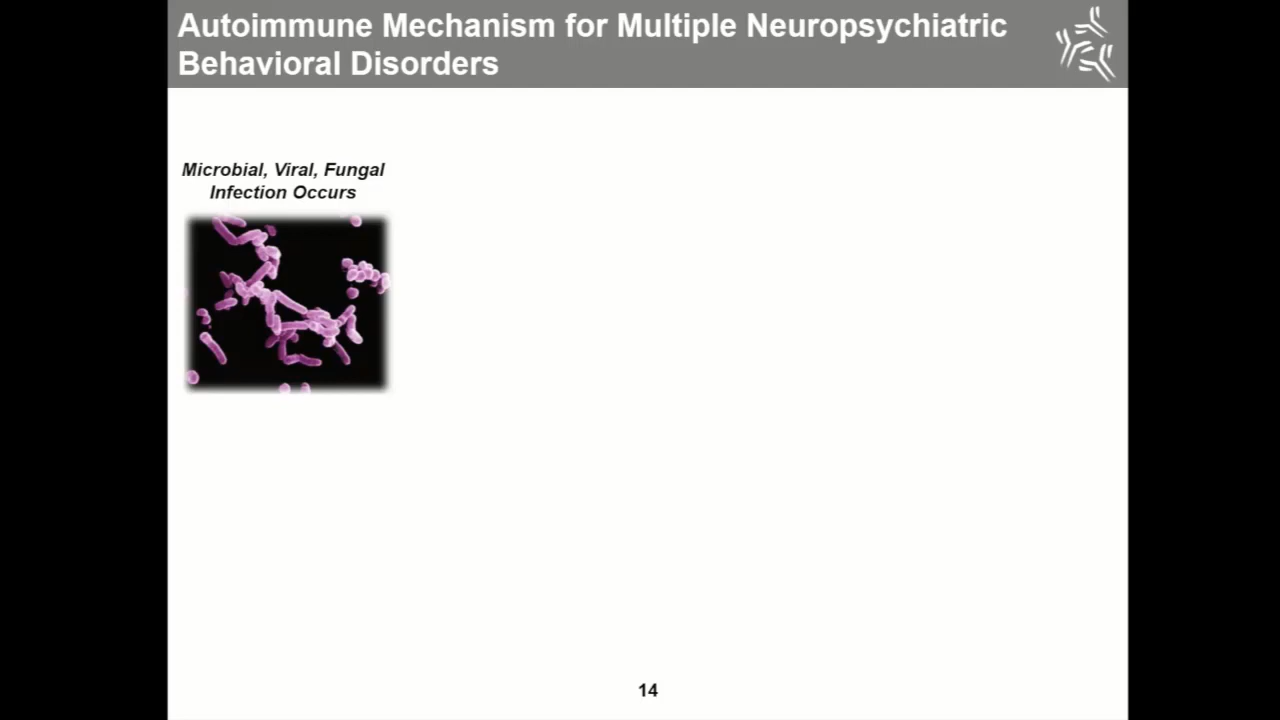 Autoimmune Mechanism for Multiple Neuropsychiatric
Behavioral Disorders
Microbial, Viral, Fungal
Infection Occurs
14